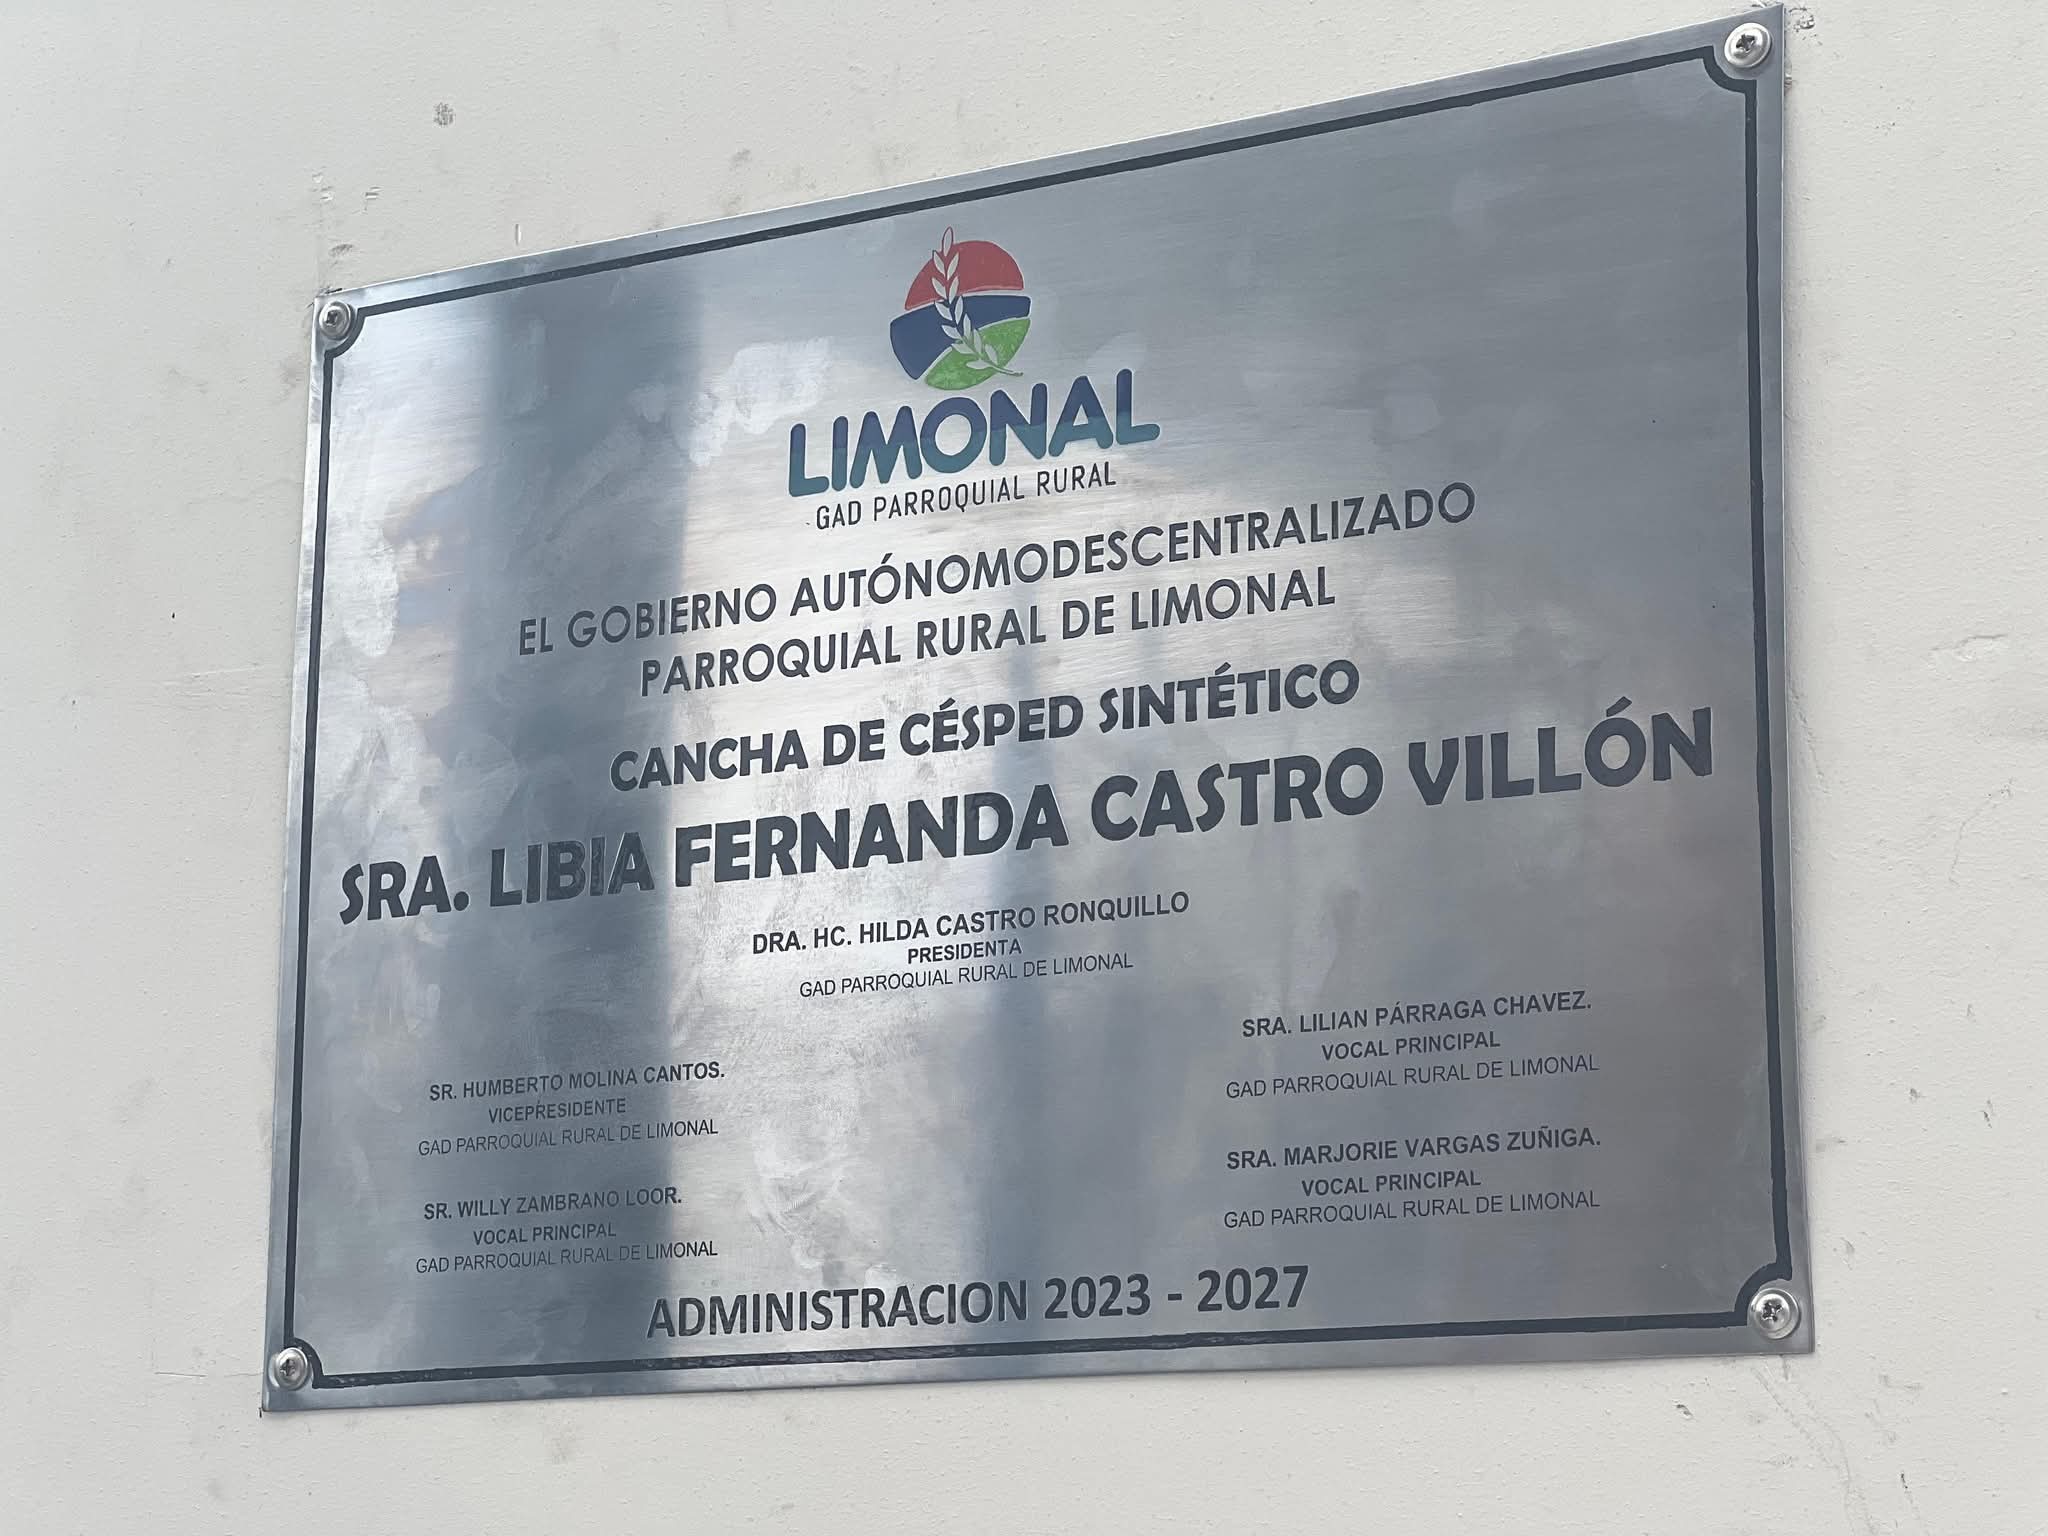 LIMONAL
GAD PARROQUIAL RURAL
EL GOBIERNO AUTÓNOMODESCENTRALIZADO
PARROQUIAL RURAL DE LIMONAL
CANCHA DE CÉSPED SINTÉTICO
SRA. LIBIA FERNANDA CASTRO VILLÓN
DRA. HC. HILDA CASTRO RONQUILLO
PRESIDENTA
GAD PARROQUIAL RURAL DE LIMONAL
SR. HUMBERTO MOLINA CANTOS.
VICEPRESIDENTE
GAD PARROQUIAL RURAL DE LIMONAL
SR. WILLY ZAMBRANO LOOR.
VOCAL PRINCIPAL
GAD PARROQUIAL RURAL DE LIMONAL
SRA. LILIAN PÁRRAGA CHAVEZ.
VOCAL PRINCIPAL
GAD PARROQUIAL RURAL DE LIMONAL
SRA. MARJORIE VARGAS ZUÑIGA.
VOCAL PRINCIPAL
GAD PARROQUIAL RURAL DE LIMONAL
ADMINISTRACION 2023 - 2027